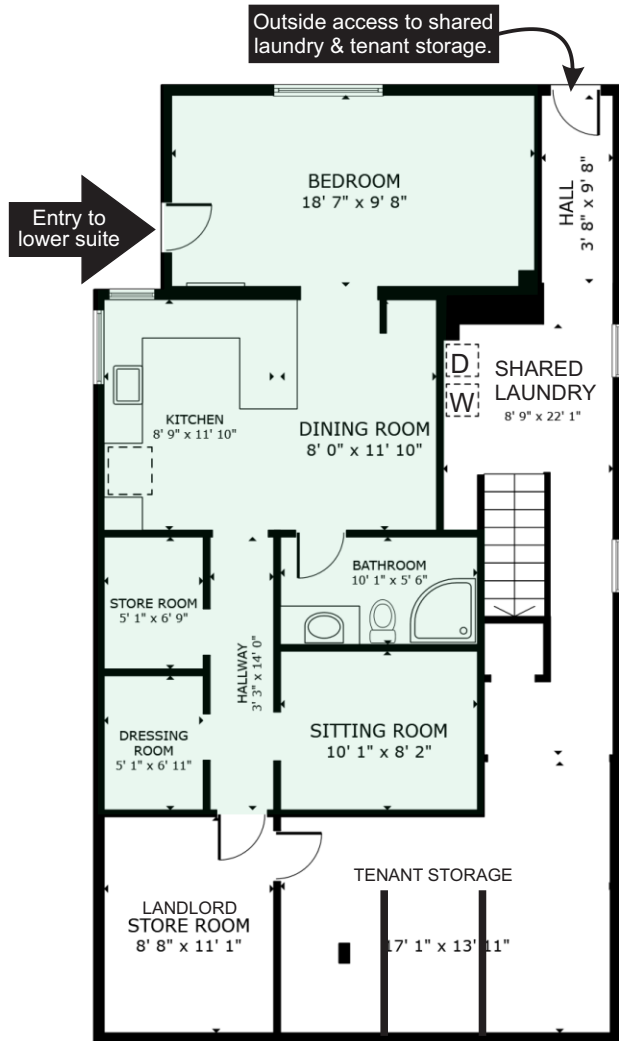 Outside access to shared
laundry & tenant storage.
BEDROOM
18' 7" x 9' 8"
HALL
3' 8" x 9' 8"
Entry to
lower suite
D
W
SHARED
LAUNDRY
8' 9" x 22' 1"
KITCHEN
8' 9" x 11' 10"
DINING ROOM
8' 0" x 11' 10"
BATHROOM
10' 1" x 5' 6"
STORE ROOM
5' 1" x 6' 9"
HALLWAY
3' 3" x 14' 0"
DRESSING
ROOM
5' 1" x 6' 11"
SITTING ROOM
10' 1" x 8' 2"
TENANT STORAGE
17' 1" x 13' 11"
LANDLORD
STORE ROOM
8' 8" x 11' 1"